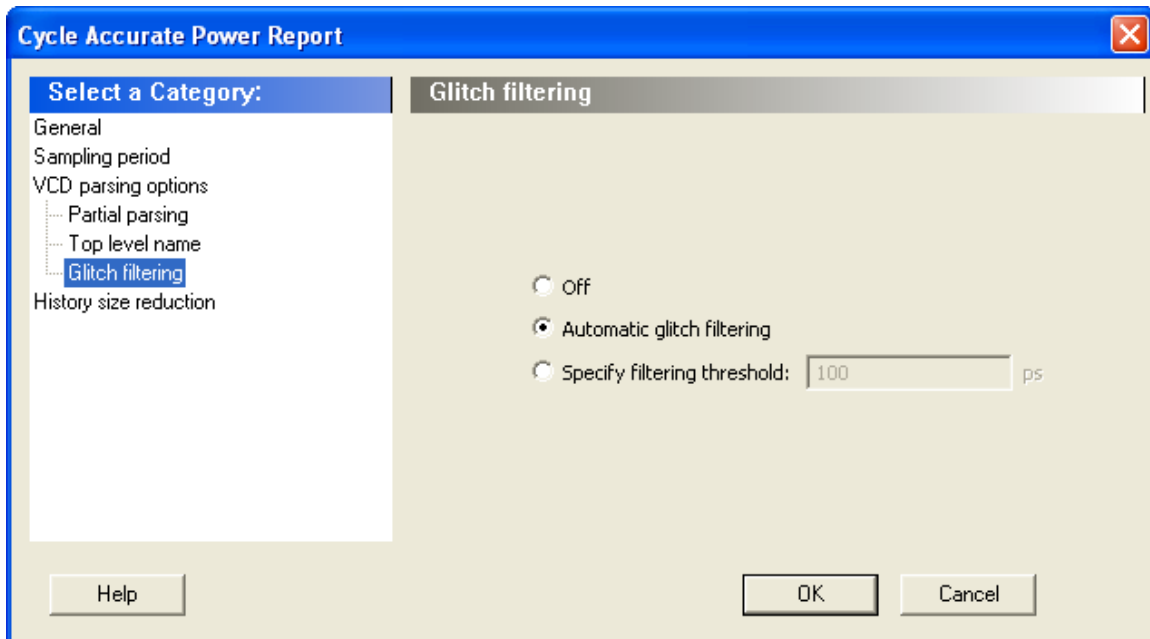 Cycle Accurate Power Report
Select a Category:
General
Sampling period
VCD parsing options
Partial parsing
Top level name
Glitch filtering
History size reduction
Glitch filtering
Off
Automatic glitch filtering
Specify filtering threshold: 100 ps
Help
OK
Cancel